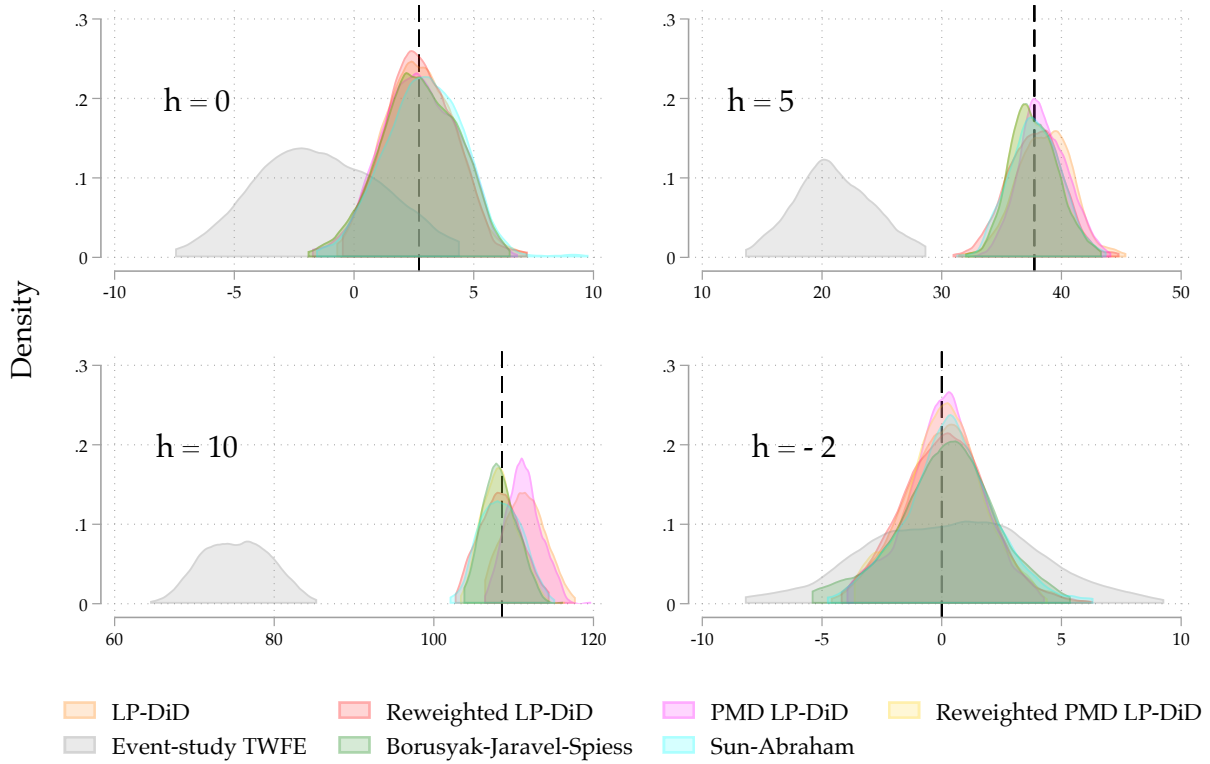 .3
.2
.1
0
h = 0
-10 -5 0 5 10
.3
.2
.1
0
h = 5
10 20 30 40 50
Density
.3
.2
.1
0
h = 10
60 80 100 120
.3
.2
.1
0
h = - 2
-10 -5 0 5 10
LP-DiD Reweighted LP-DiD PMD LP-DiD Reweighted PMD LP-DiD
Event-study TWFE Borusyak-Jaravel-Spiess Sun-Abraham